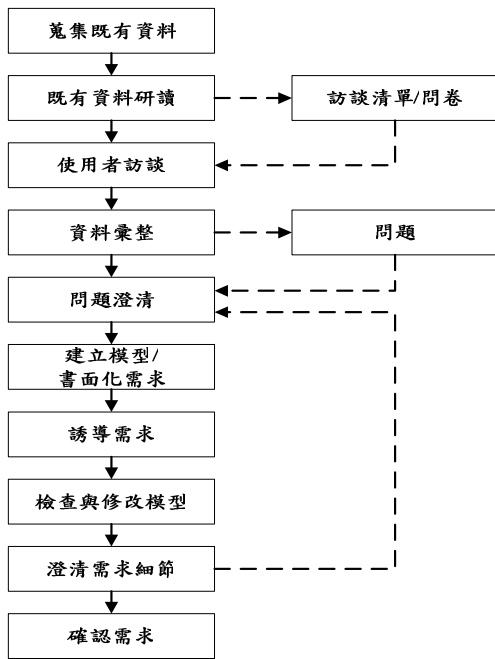 蒐集既有資料
既有資料研讀
訪談清單/問卷
使用者訪談
資料彙整
問題
問題澄清
建立模型/
書面化需求
誘導需求
檢查與修改模型
澄清需求細節
確認需求